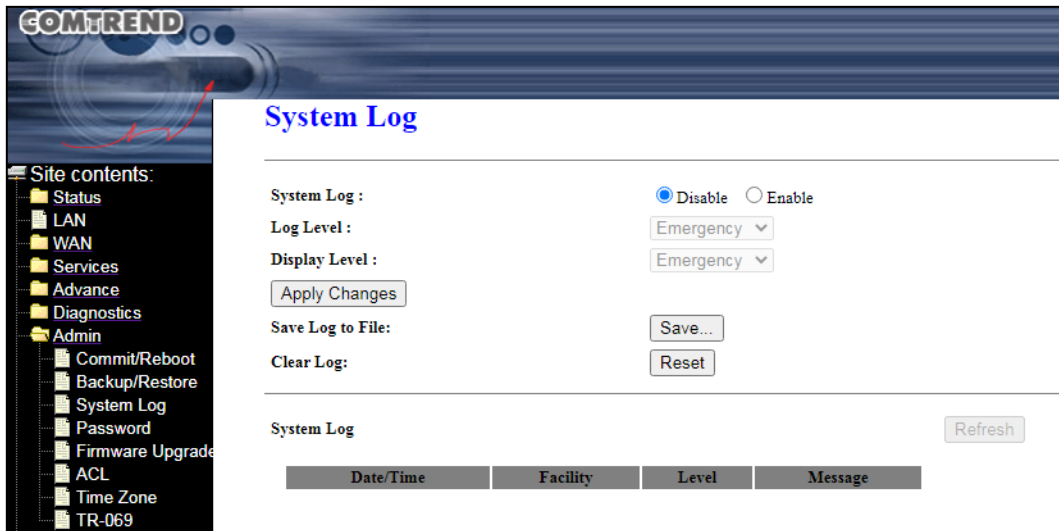 COMTREND
System Log
Site contents:
Status
LAN
WAN
Services
Advance
Diagnostics
Admin
Commit/Reboot
Backup/Restore
System Log
Password
Firmware Upgrade
ACL
Time Zone
TR-069
System Log : Disable Enable
Log Level : Emergency
Display Level : Emergency
Apply Changes
Save Log to File: Save...
Clear Log: Reset
System Log Refresh
Date/Time Facility Level Message